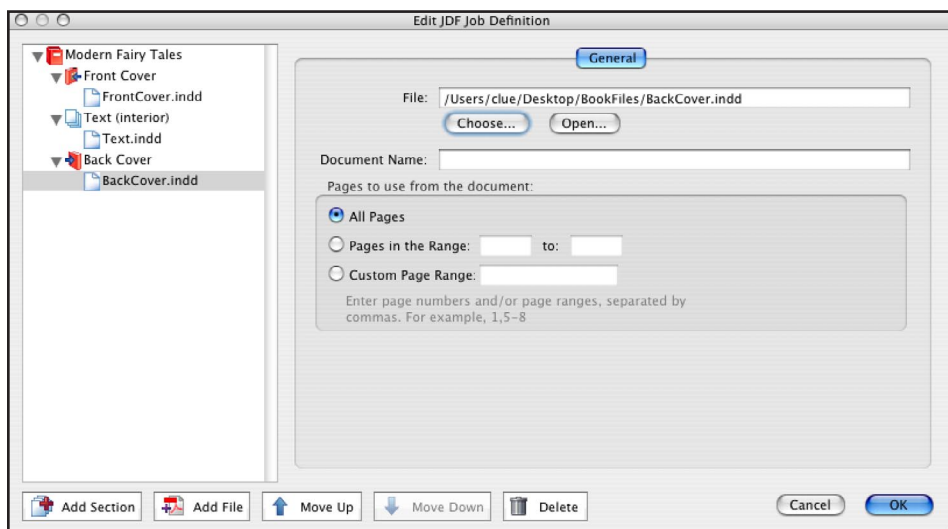 Edit JDF Job Definition
Modern Fairy Tales
Front Cover
FrontCover.indd
Text (interior)
Text.indd
Back Cover
BackCover.indd
General
File: /Users/clue/Desktop/BookFiles/BackCover.indd
Choose... Open...
Document Name:
Pages to use from the document:
All Pages
Pages in the Range: to:
Custom Page Range:
Enter page numbers and/or page ranges, separated by
commas. For example, 1,5-8
Add Section Add File Move Up Move Down Delete Cancel OK